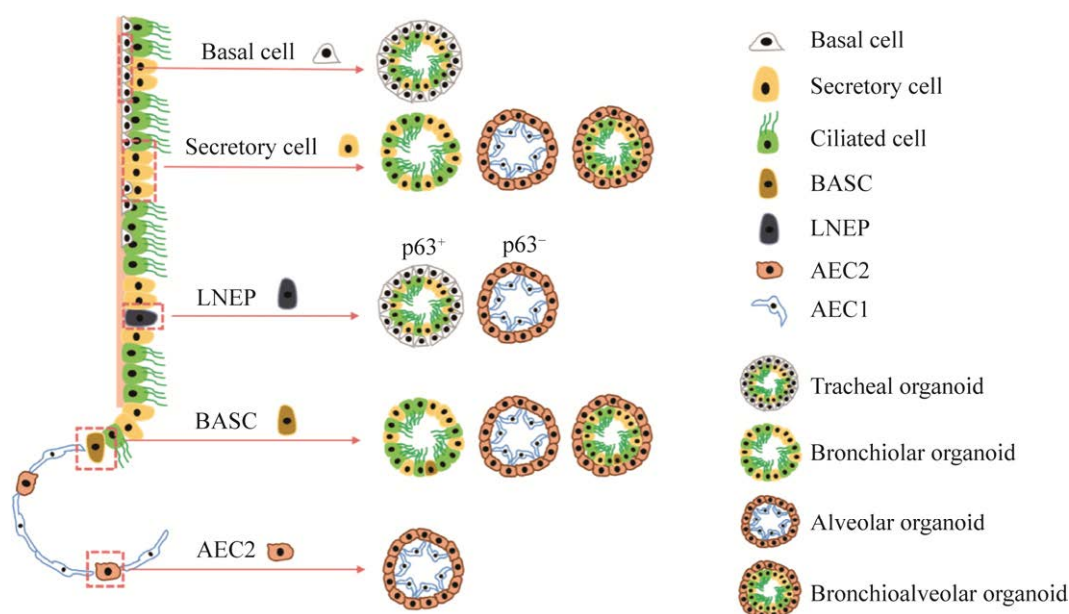 Basal cell
Secretory cell
p63⁺
p63⁻
LNEP
BASC
AEC2
Basal cell
Secretory cell
Ciliated cell
BASC
LNEP
AEC2
AEC1
Tracheal organoid
Bronchiolar organoid
Alveolar organoid
Bronchioalveolar organoid